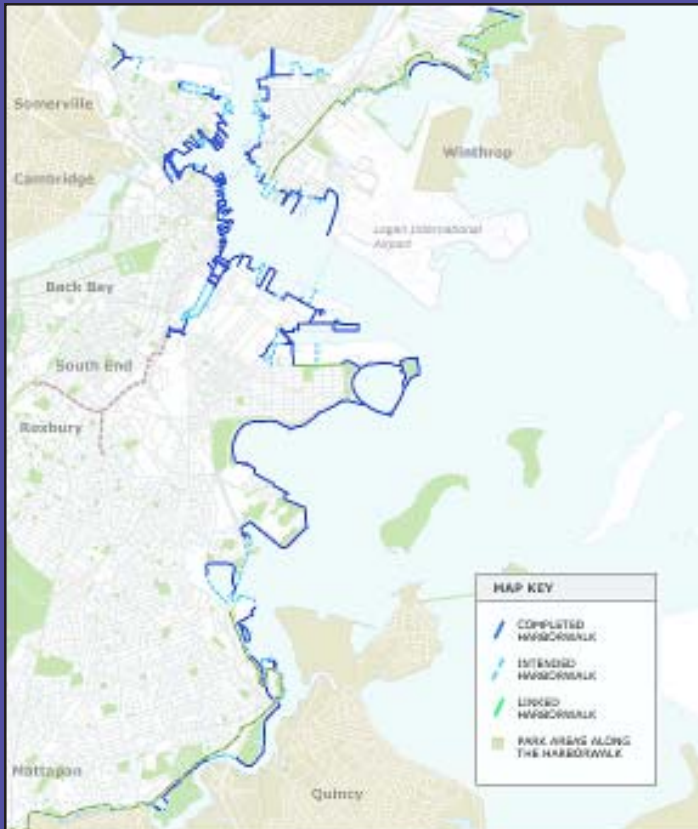 Somerville
Winthrop
Cambridge
Logan International
Airport
Back Bay
South End
Roxbury
MAP KEY
COMPLETED
HARBORWALK
INTENDED
HARBORWALK
LINKED
HARBORWALK
PARK AREAS ALONG
THE HARBORWALK
Mattapan
Quincy